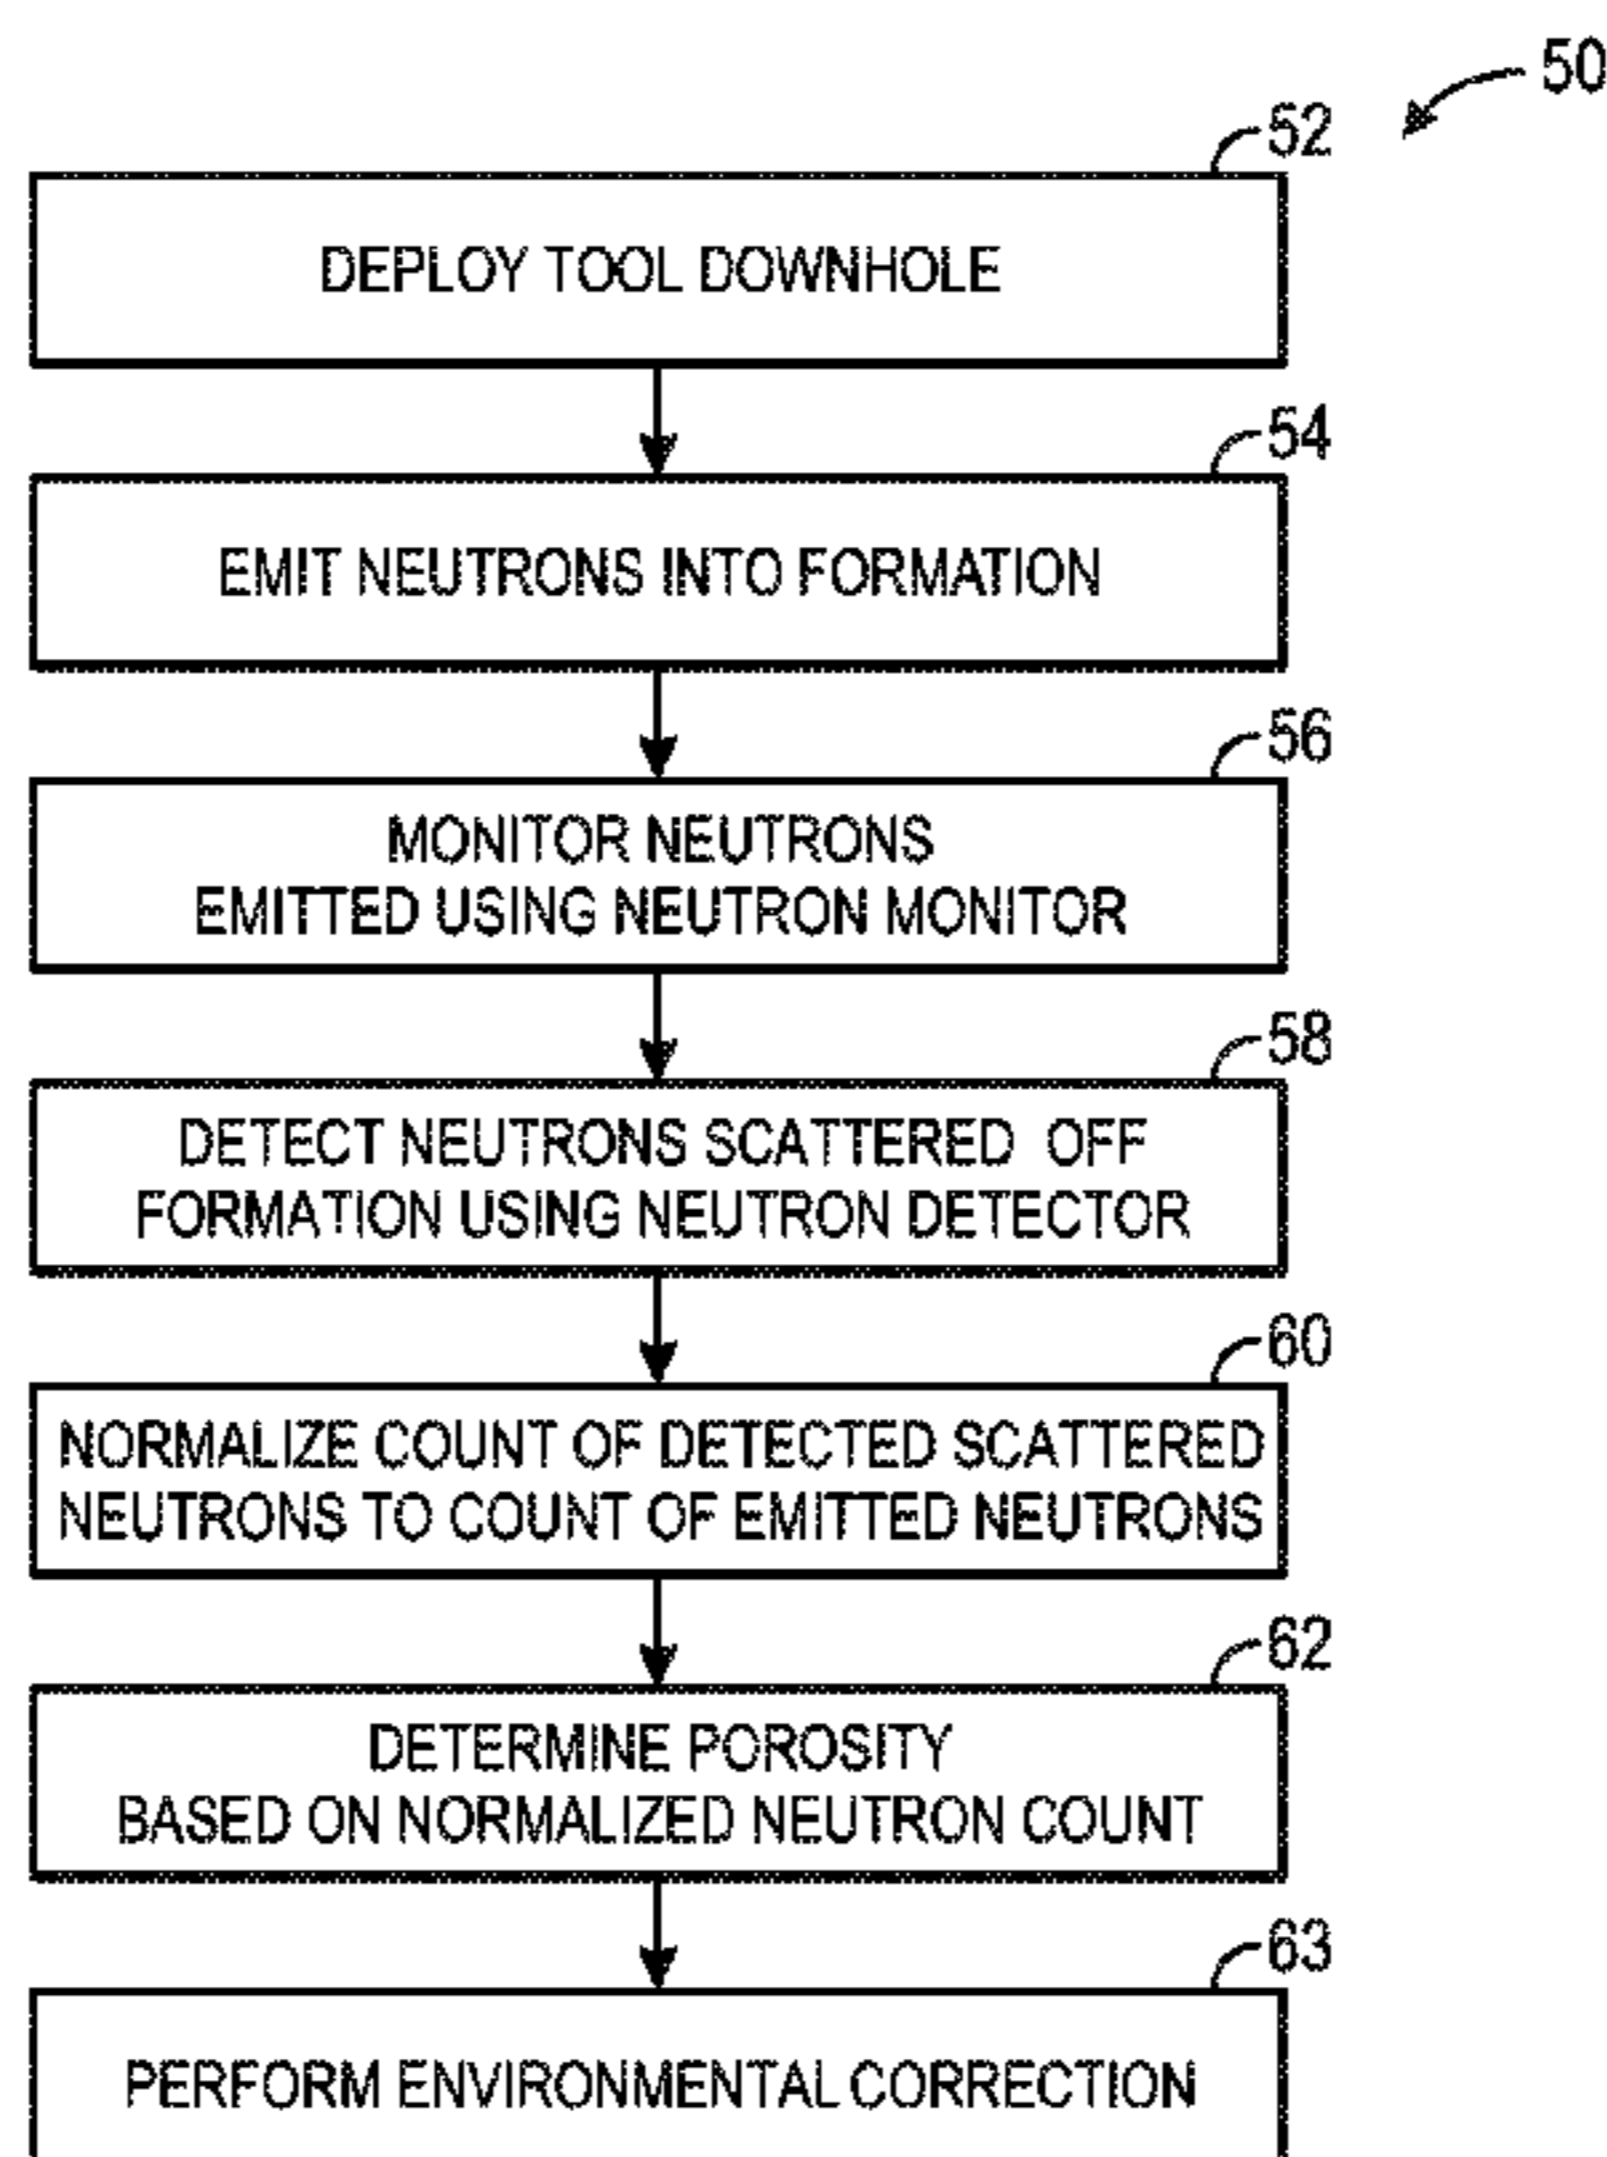 50
52
DEPLOY TOOL DOWNHOLE
54
EMIT NEUTRONS INTO FORMATION
56
MONITOR NEUTRONS
EMITTED USING NEUTRON MONITOR
58
DETECT NEUTRONS SCATTERED OFF
FORMATION USING NEUTRON DETECTOR
60
NORMALIZE COUNT OF DETECTED SCATTERED
NEUTRONS TO COUNT OF EMITTED NEUTRONS
62
DETERMINE POROSITY
BASED ON NORMALIZED NEUTRON COUNT
63
PERFORM ENVIRONMENTAL CORRECTION